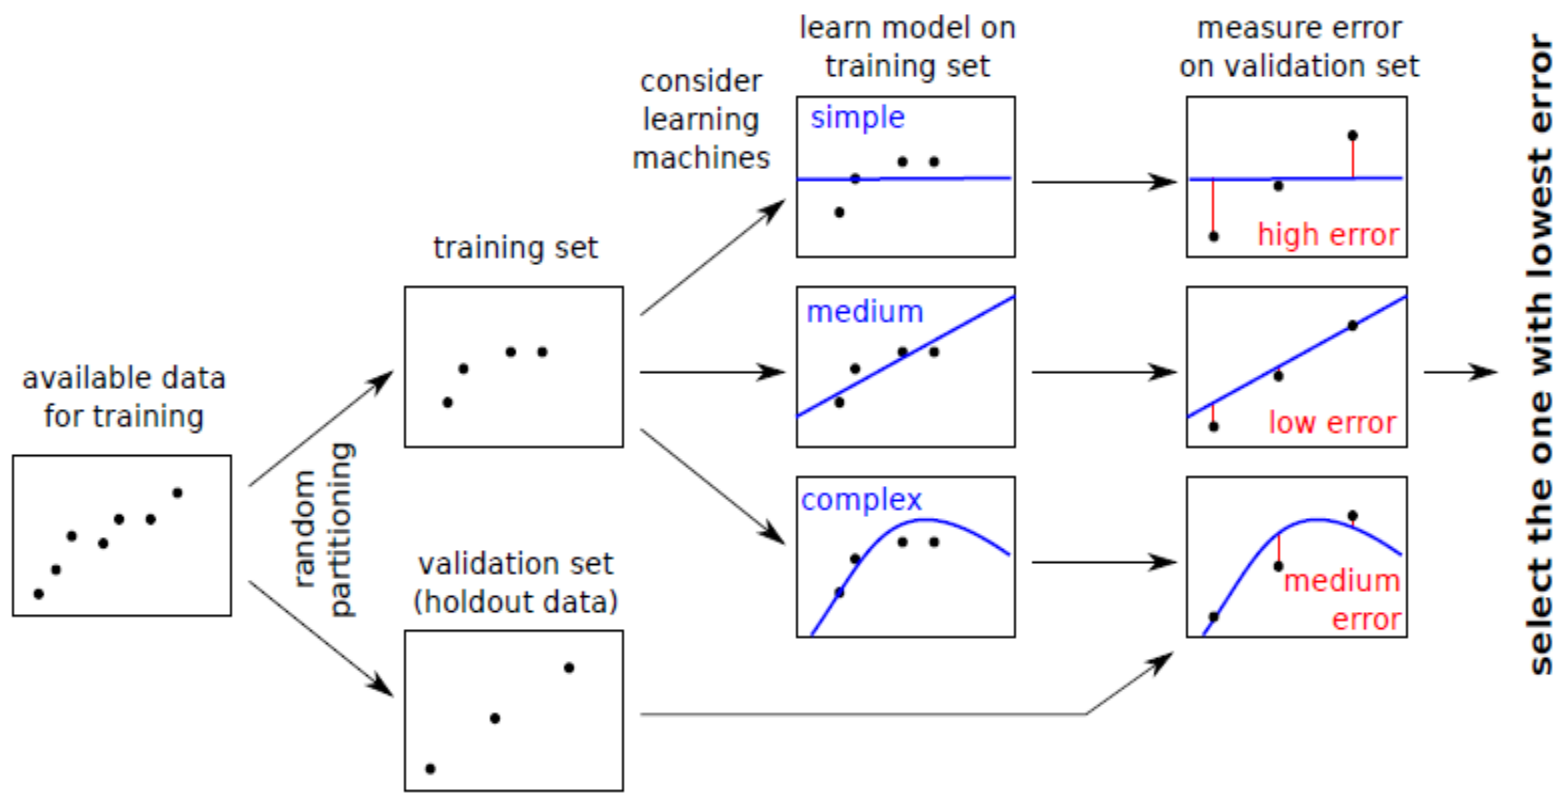 available data
for training
random
partitioning
training set
validation set
(holdout data)
consider
learning
machines
learn model on
training set
simple
medium
complex
measure error
on validation set
high error
low error
medium
error
select the one with lowest error